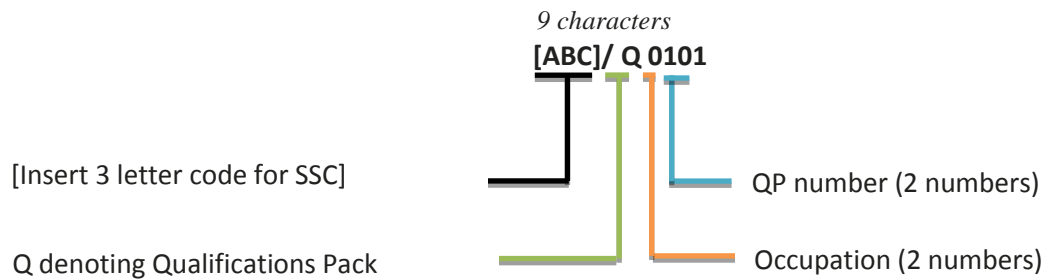 9 characters
[ABC]/ Q 0101
[Insert 3 letter code for SSC]
QP number (2 numbers)
Q denoting Qualifications Pack
Occupation (2 numbers)